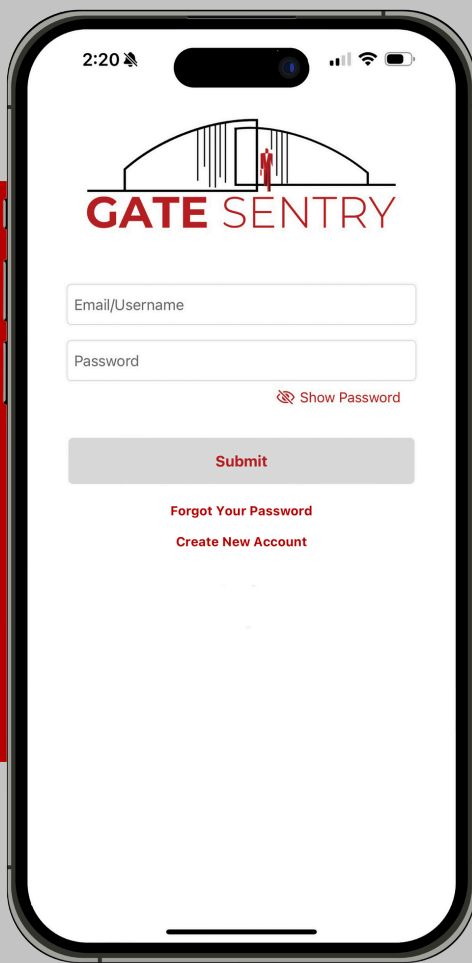 2:20
GATE SENTRY
Email/Username
Password
Show Password
Submit
Forgot Your Password
Create New Account